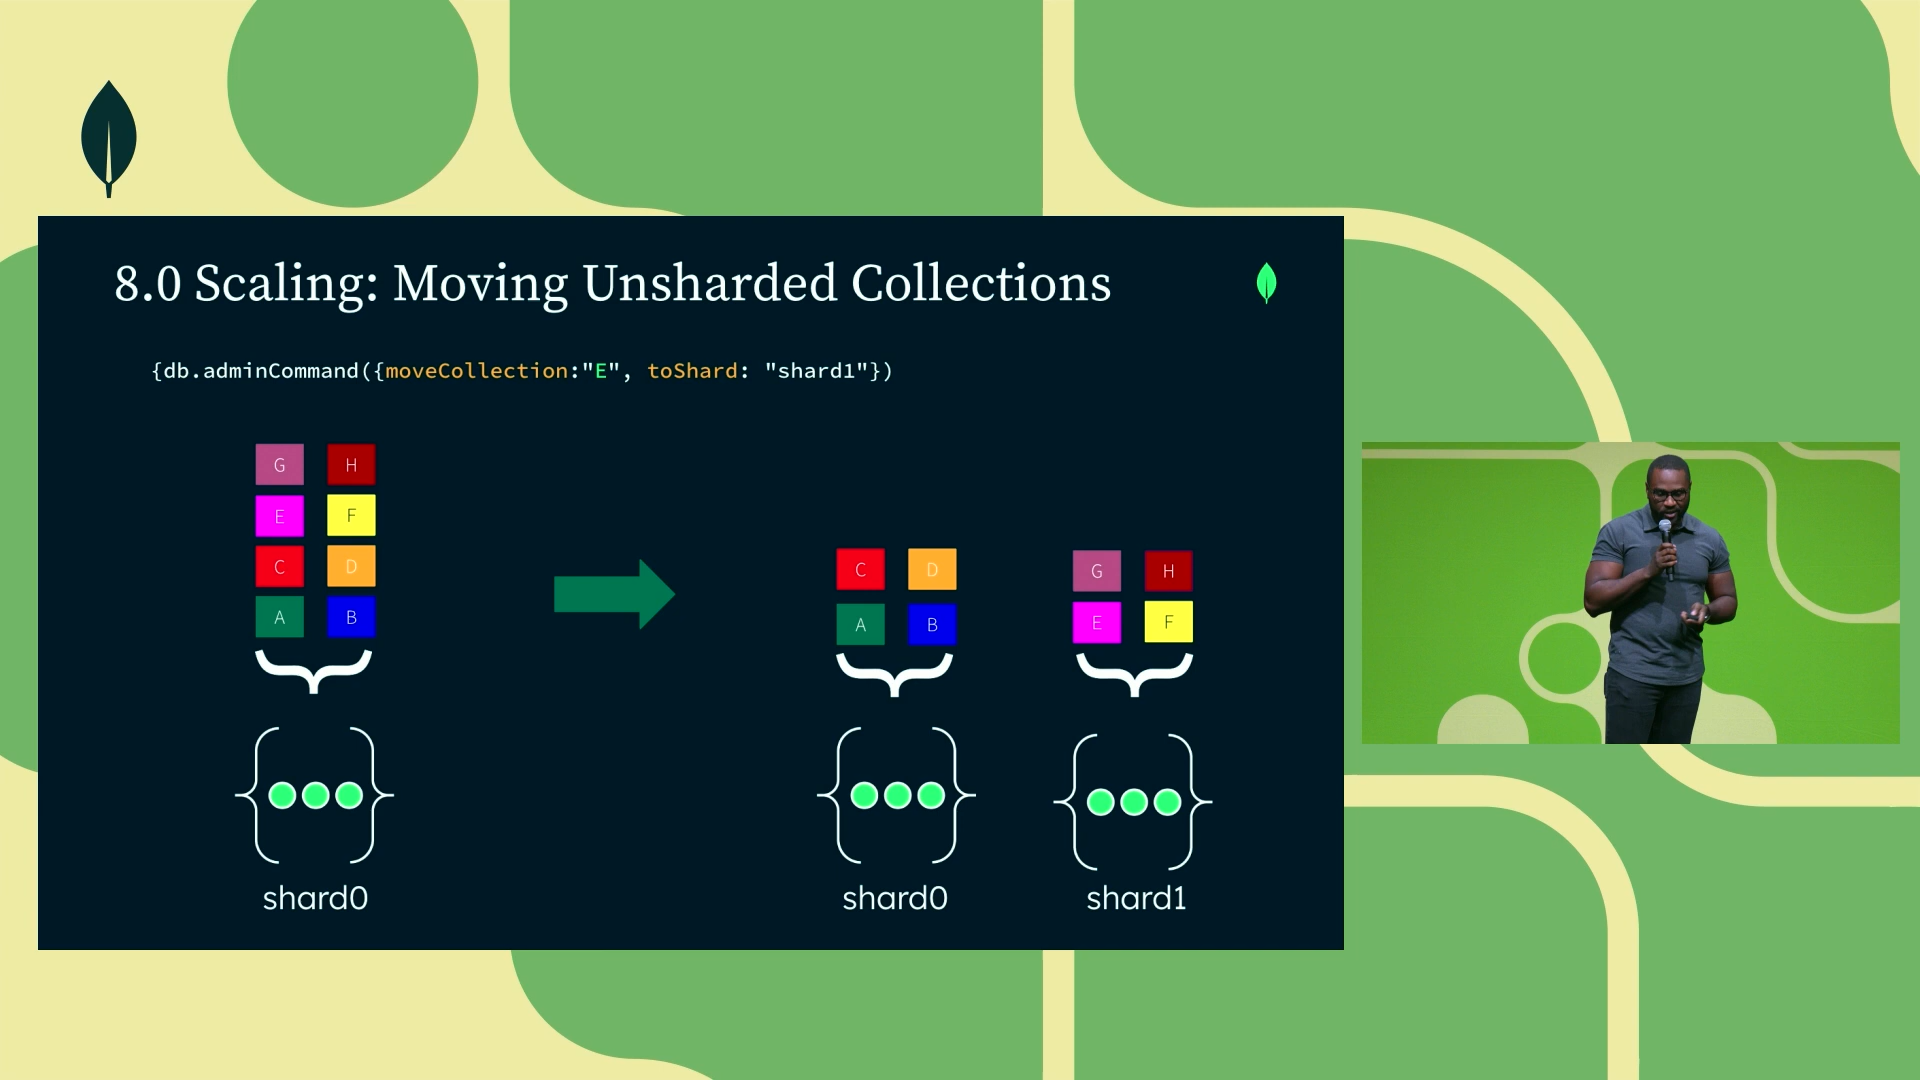 8.0 Scaling: Moving Unsharded Collections
{db.adminCommand({moveCollection:"E", toShard: "shard1"})
G H
E F
C D
A B
C D
A B
G H
E F
shard0
shard0
shard1